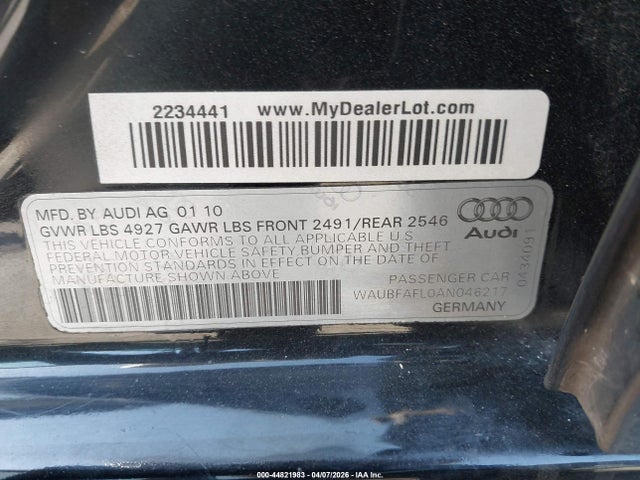 2234441 www.MyDealerLot.com
MFD. BY AUDI AG 01 10
GVWR LBS 4927 GAWR LBS FRONT 2491/REAR 2546
THIS VEHICLE CONFORMS TO ALL APPLICABLE U.S.
FEDERAL MOTOR VEHICLE SAFETY BUMPER AND THEFT
PREVENTION STANDARDS IN EFFECT ON THE DATE OF
MANUFACTURE SHOWN ABOVE
Audi
PASSENGER CAR
WAUBFAFL0AN046217
GERMANY
0434091
000-44821983 - 04/07/2026 - IAA Inc.